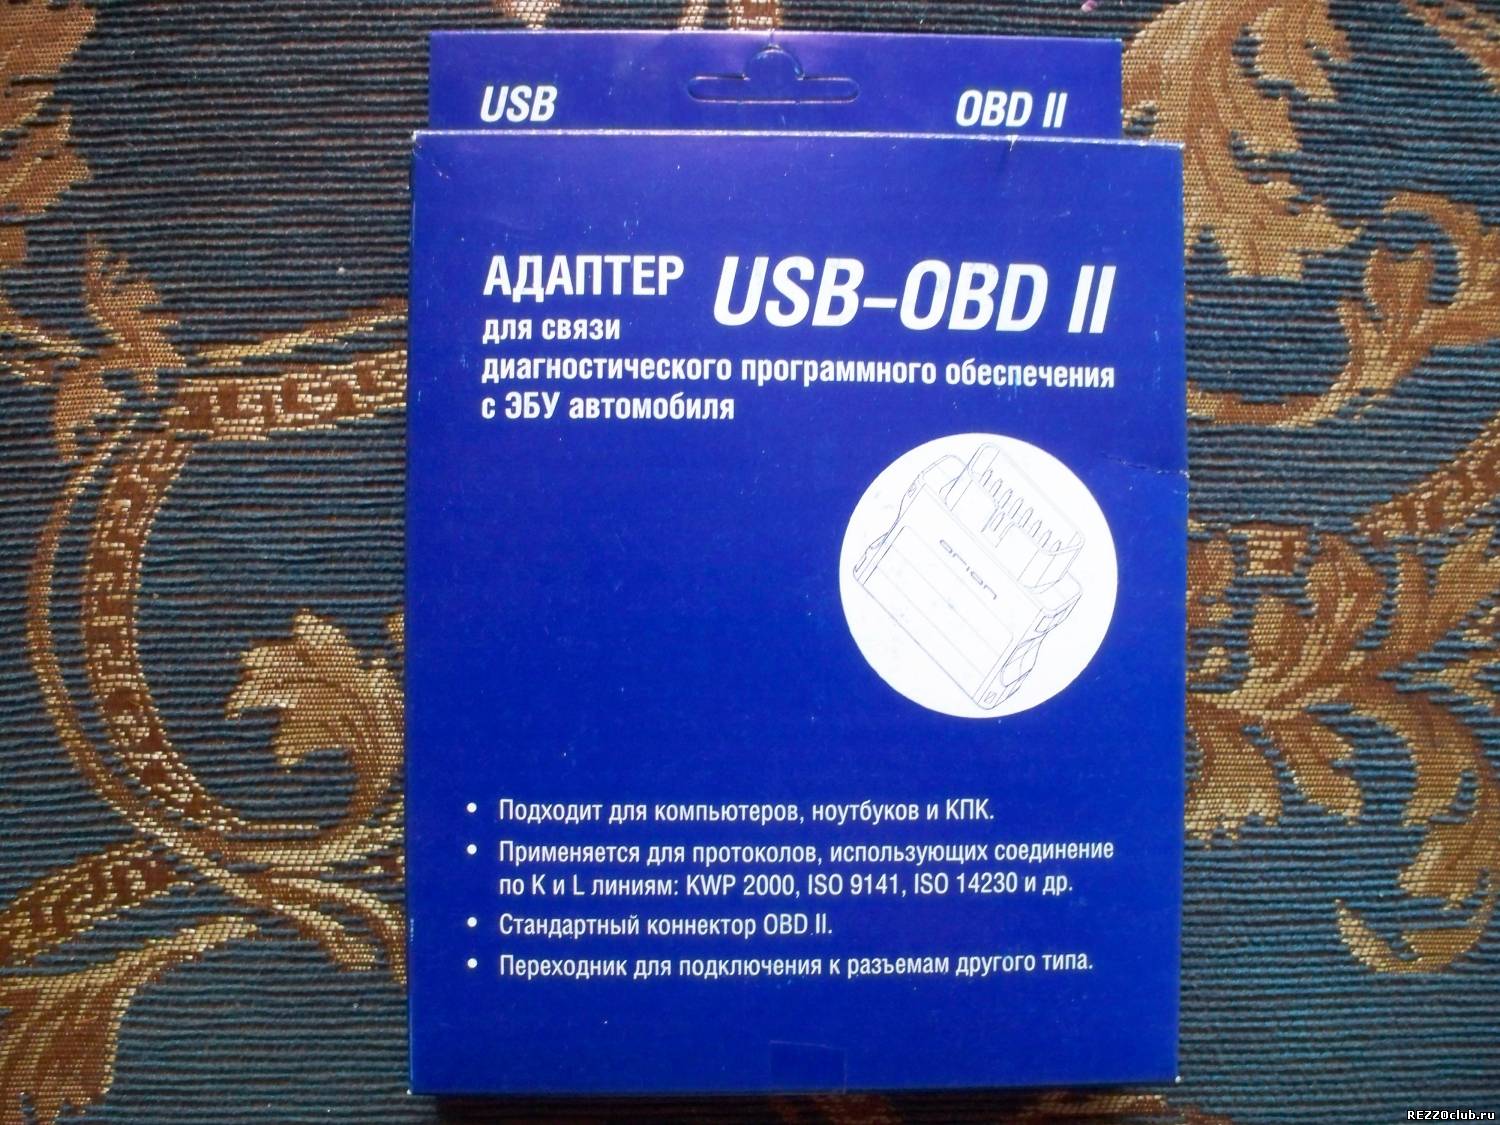 USB OBD II
АДАПТЕР USB-OBD II
для связи
диагностического программного обеспечения
с ЭБУ автомобиля
orion
• Подходит для компьютеров, ноутбуков и КПК.
• Применяется для протоколов, использующих соединение
по K и L линиям: KWP 2000, ISO 9141, ISO 14230 и др.
• Стандартный коннектор OBD II.
• Переходник для подключения к разъемам другого типа.
REZZOclub.ru